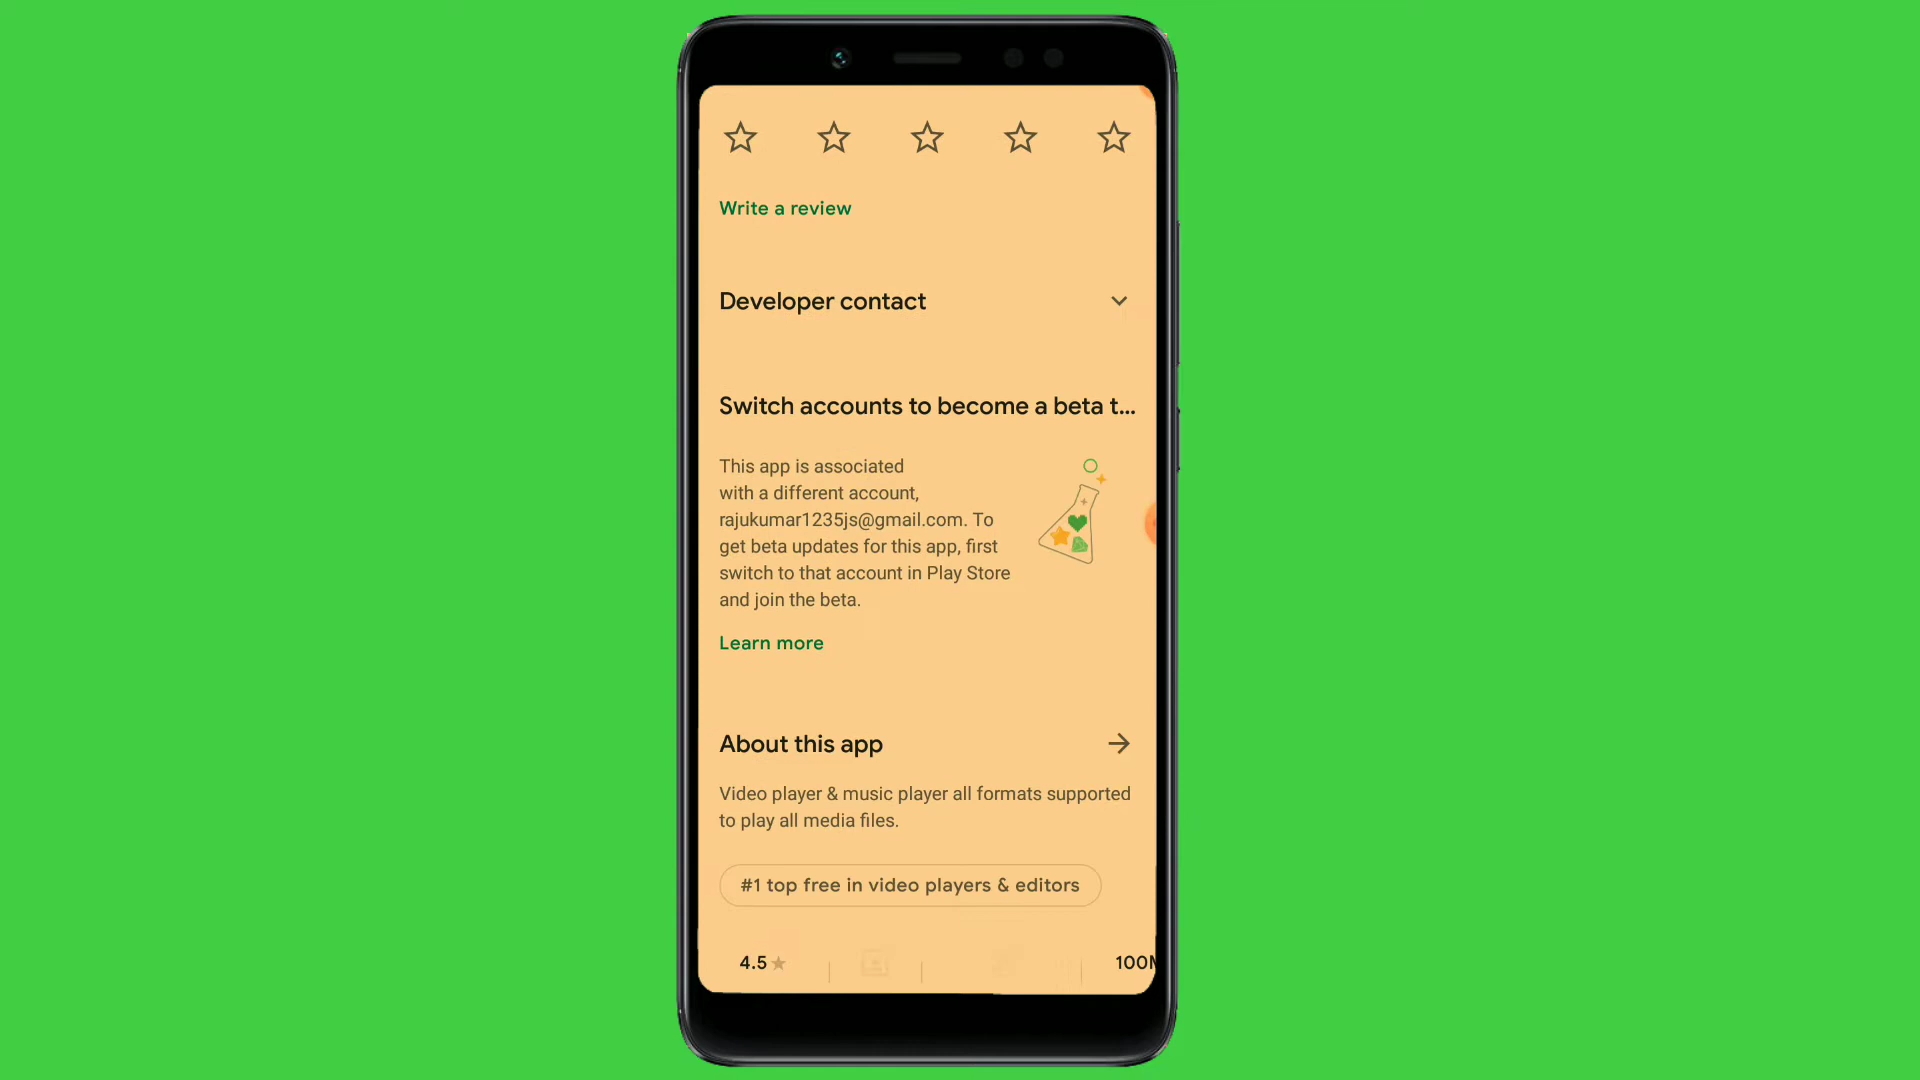 Write a review
Developer contact
Switch accounts to become a beta t...
This app is associated
with a different account,
rajukumar1235js@gmail.com. To
get beta updates for this app, first
switch to that account in Play Store
and join the beta.
Learn more
About this app
Video player & music player all formats supported
to play all media files.
#1 top free in video players & editors
4.5★
100M